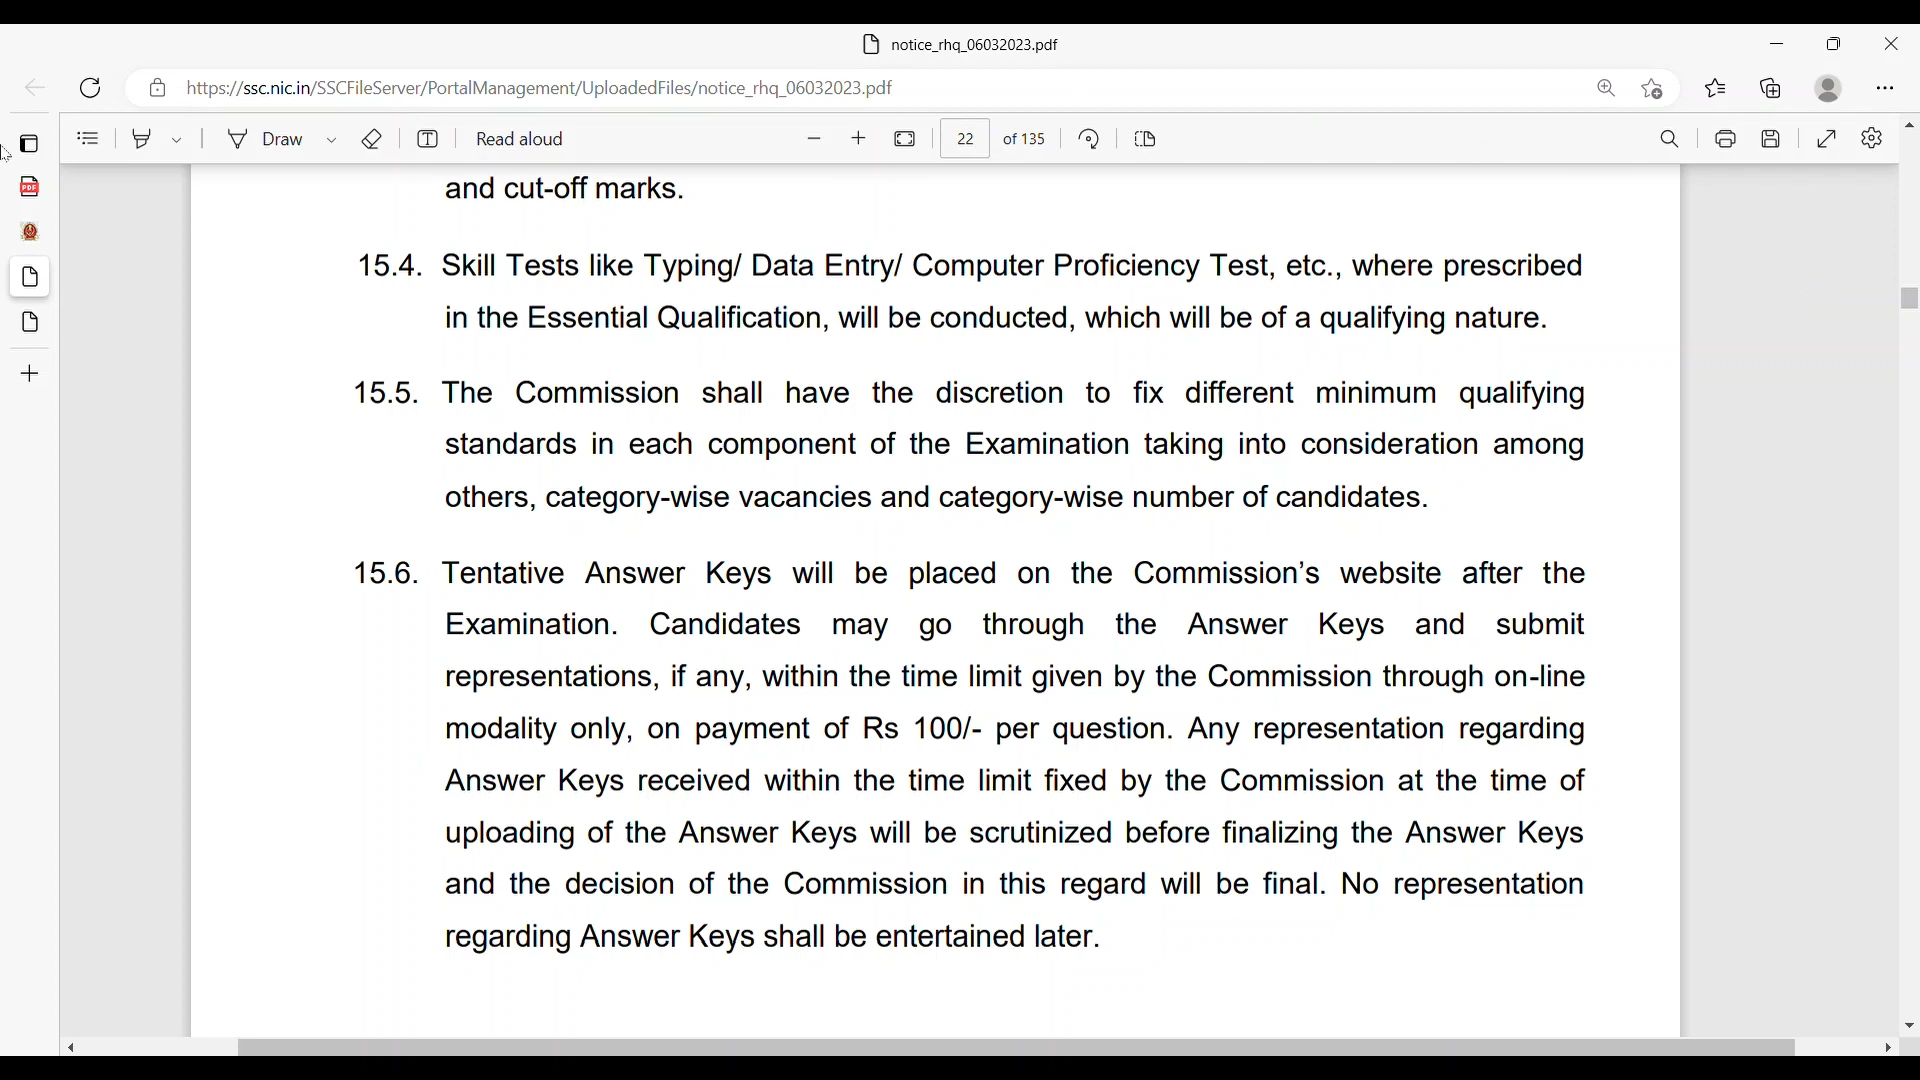 notice_rhq_06032023.pdf
https://ssc.nic.in/SSCFileServer/PortalManagement/UploadedFiles/notice_rhq_06032023.pdf
Draw Read aloud 22 of 135
PDF
and cut-off marks.
15.4. Skill Tests like Typing/ Data Entry/ Computer Proficiency Test, etc., where prescribed
in the Essential Qualification, will be conducted, which will be of a qualifying nature.
15.5. The Commission shall have the discretion to fix different minimum qualifying
standards in each component of the Examination taking into consideration among
others, category-wise vacancies and category-wise number of candidates.
15.6. Tentative Answer Keys will be placed on the Commission’s website after the
Examination. Candidates may go through the Answer Keys and submit
representations, if any, within the time limit given by the Commission through on-line
modality only, on payment of Rs 100/- per question. Any representation regarding
Answer Keys received within the time limit fixed by the Commission at the time of
uploading of the Answer Keys will be scrutinized before finalizing the Answer Keys
and the decision of the Commission in this regard will be final. No representation
regarding Answer Keys shall be entertained later.